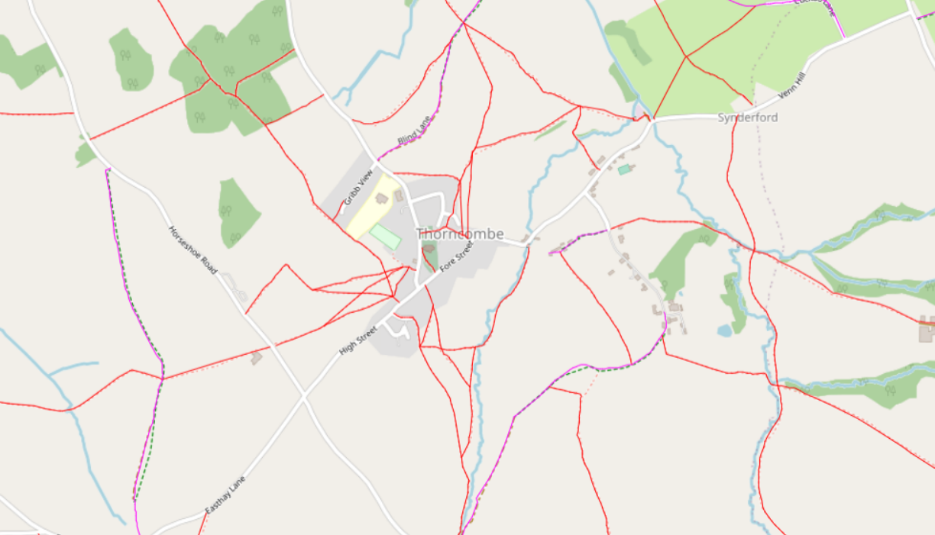 Blind Lane
Venn Hill
Synderford
Gribb View
Thorncombe
Fore Street
Horseshoe Road
High Street
Easthay Lane